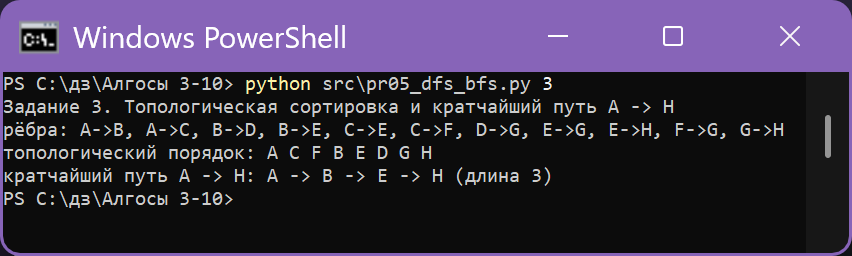 Windows PowerShell
PS C:\дз\Алгосы 3-10> python src\pr05_dfs_bfs.py 3
Задание 3. Топологическая сортировка и кратчайший путь A -> H
рёбра: A->B, A->C, B->D, B->E, C->E, C->F, D->G, E->G, E->H, F->G, G->H
топологический порядок: A C F B E D G H
кратчайший путь A -> H: A -> B -> E -> H (длина 3)
PS C:\дз\Алгосы 3-10>